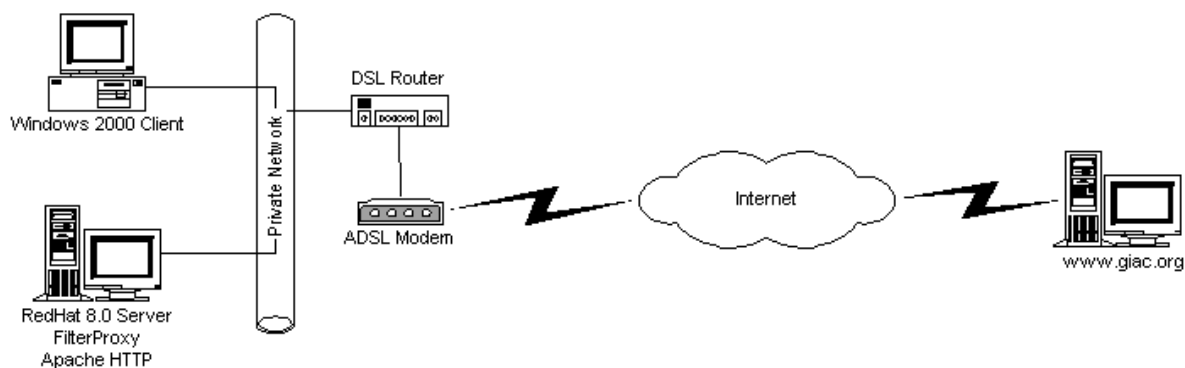 Windows 2000 Client
Private Network
DSL Router
ADSL Modem
Internet
www.giac.org
RedHat 8.0 Server
FilterProxy
Apache HTTP